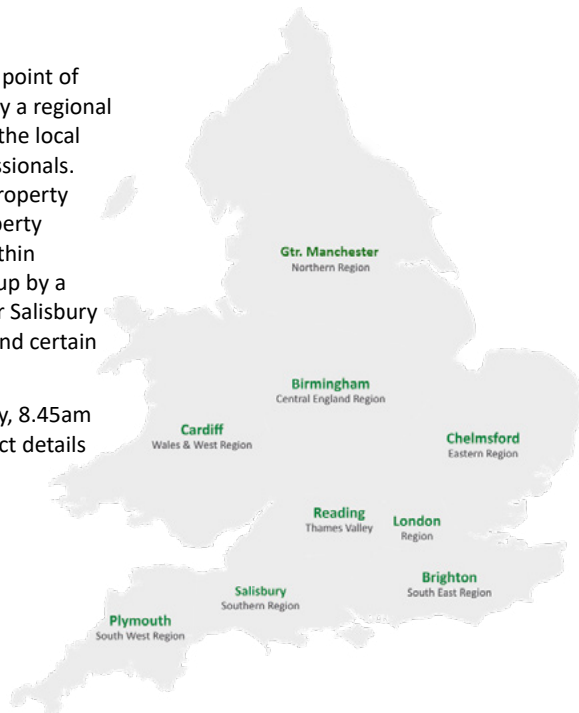 point of
y a regional
the local
ssionals.
roperty
perty
thin
up by a
r Salisbury
nd certain
y, 8.45am
ct details
Gtr. Manchester
Northern Region
Birmingham
Central England Region
Cardiff
Wales & West Region
Chelmsford
Eastern Region
Reading
Thames Valley
London
Region
Brighton
South East Region
Salisbury
Southern Region
Plymouth
South West Region